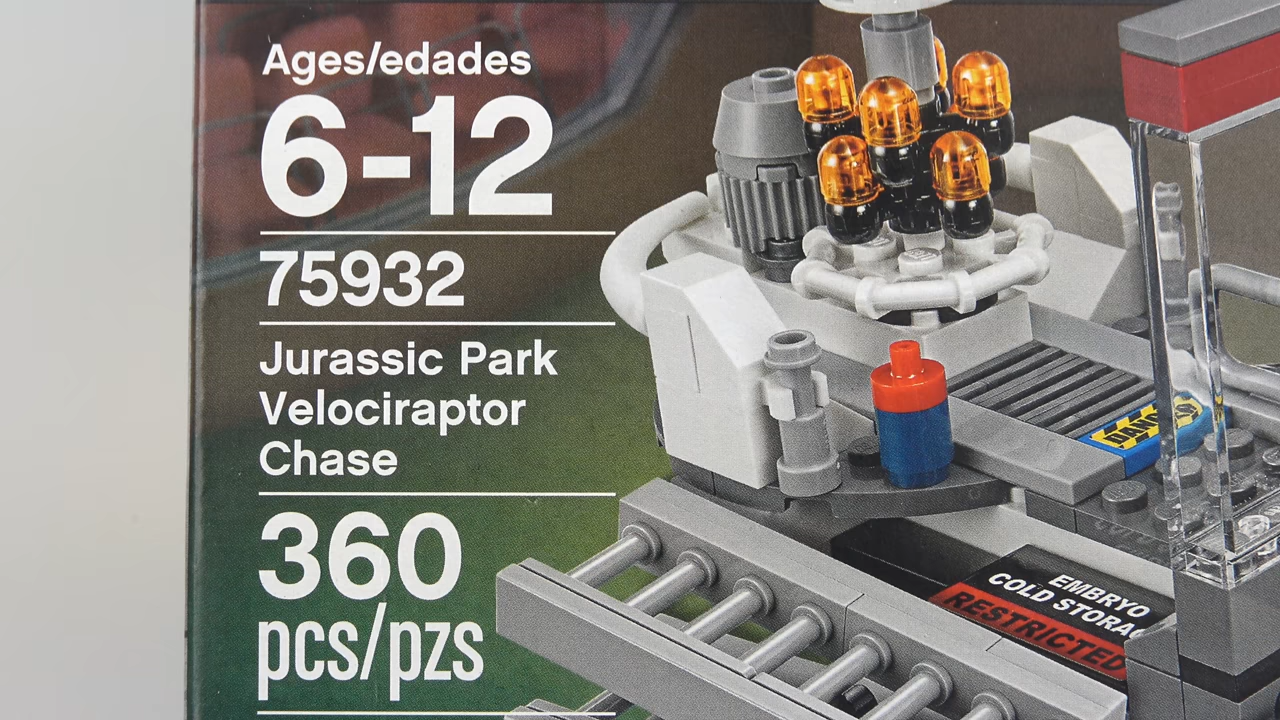 Ages/edades
6-12
75932
Jurassic Park
Velociraptor
Chase
360
pcs/pzs
EMBRYO
COLD STORAG
RESTRICTED